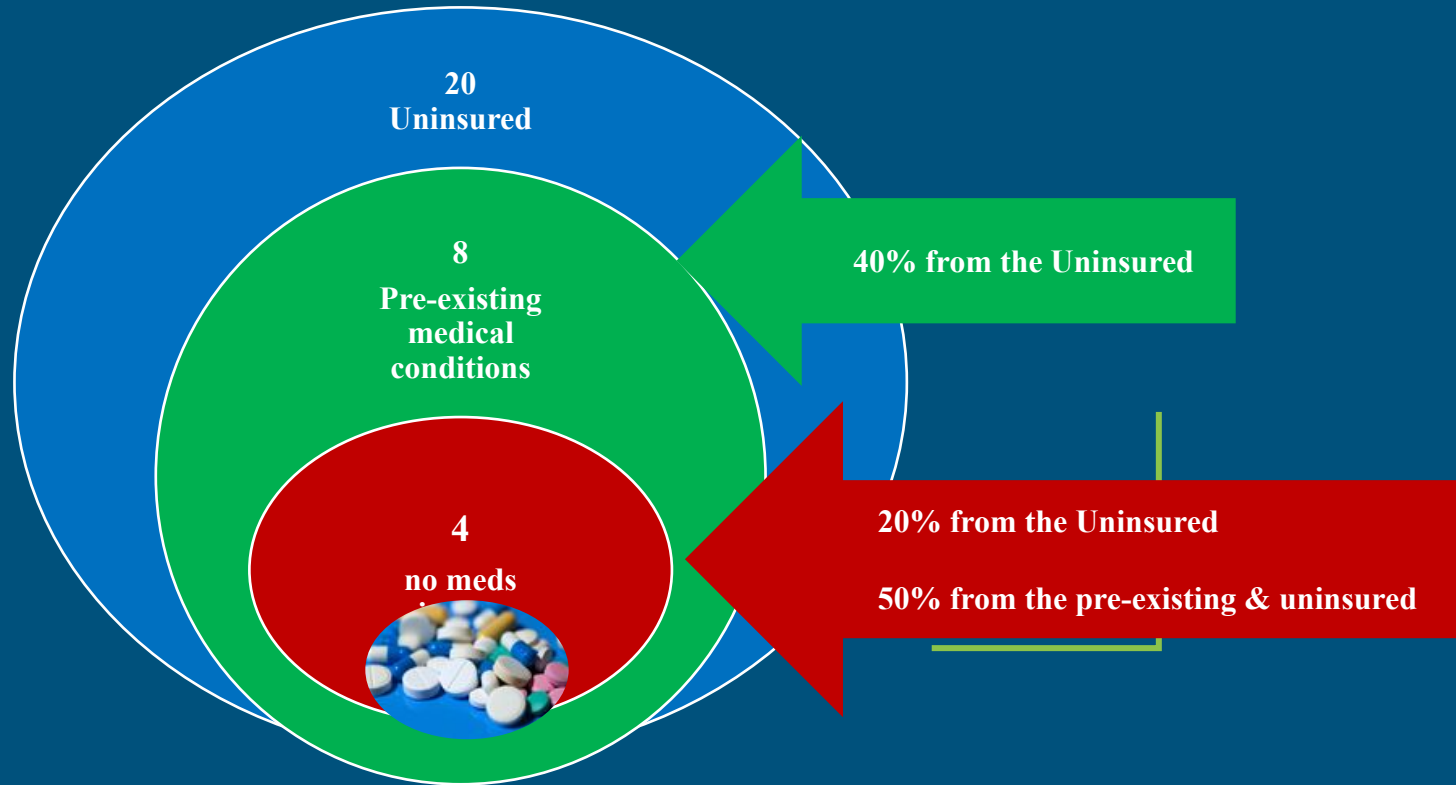 20
Uninsured
8
Pre-existing
medical
conditions
40% from the Uninsured
4
no meds
20% from the Uninsured
50% from the pre-existing & uninsured